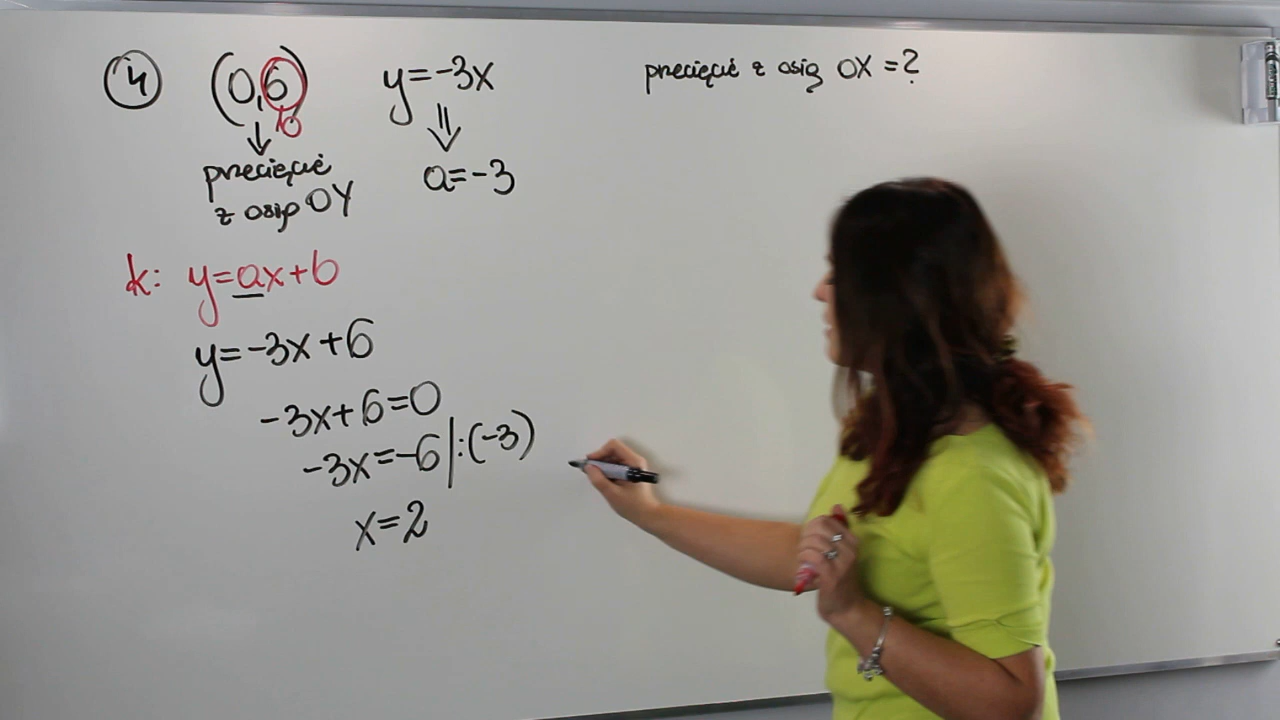 4 (0,6) y=-3x
b
przecięcie z osią OY
a=-3
k: y=ax+b
y=-3x+6
-3x+6=0
-3x=-6|:(-3)
x=2
przecięcie z osią OX =?